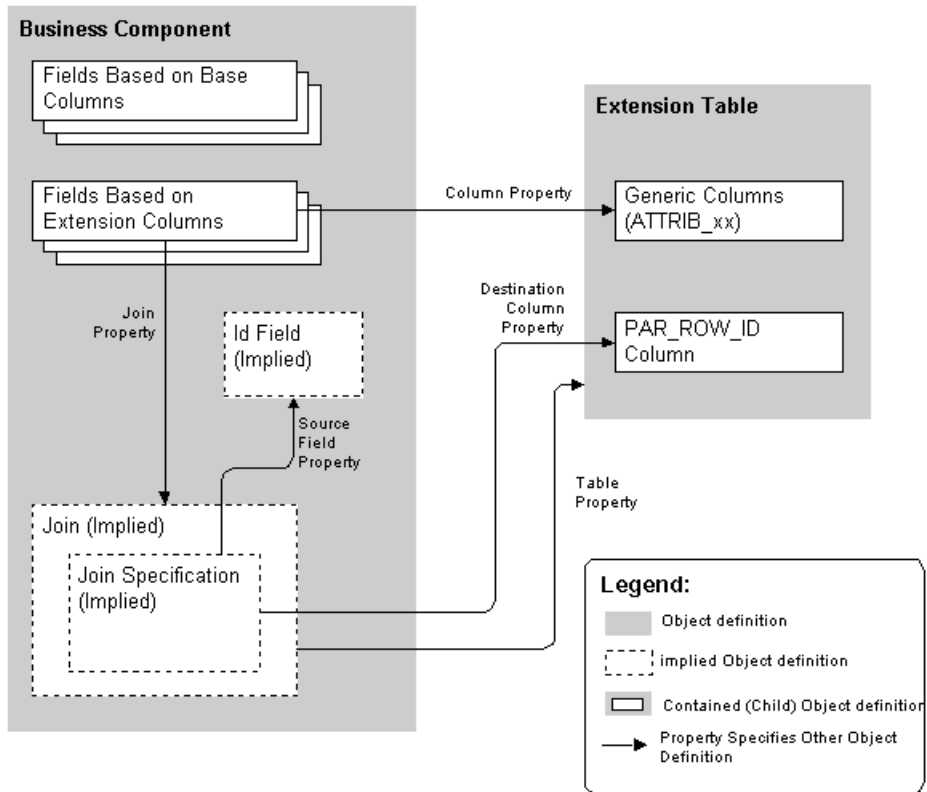 Business Component
Fields Based on Base
Columns
Fields Based on
Extension Columns
Join
Property
Id Field
(Implied)
Source
Field
Property
Join (Implied)
Join Specification
(Implied)
Column Property
Destination
Column
Property
Table
Property
Extension Table
Generic Columns
(ATTRIB_xx)
PAR_ROW_ID
Column
Legend:
Object definition
implied Object definition
Contained (Child) Object definition
Property Specifies Other Object
Definition